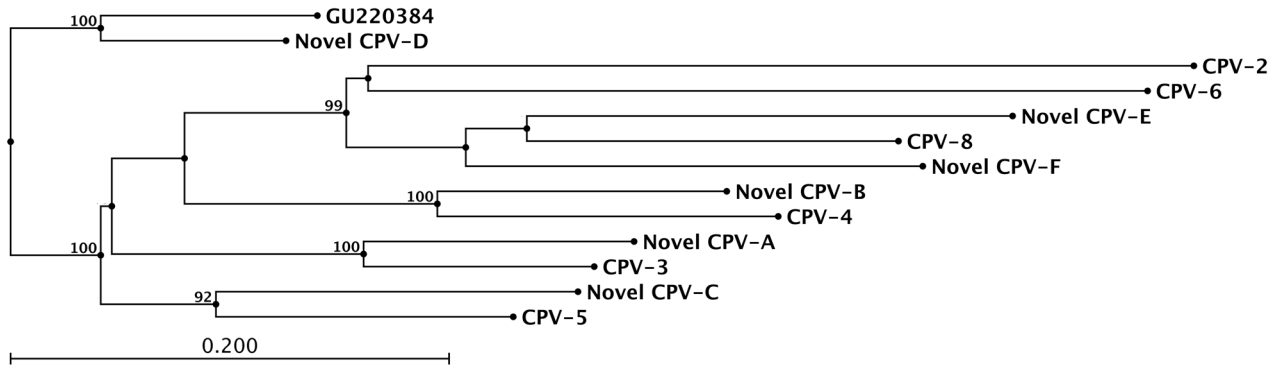 100
GU220384
Novel CPV-D
CPV-2
CPV-6
99
Novel CPV-E
CPV-8
Novel CPV-F
100
Novel CPV-B
CPV-4
100
100
Novel CPV-A
CPV-3
92
Novel CPV-C
CPV-5
0.200